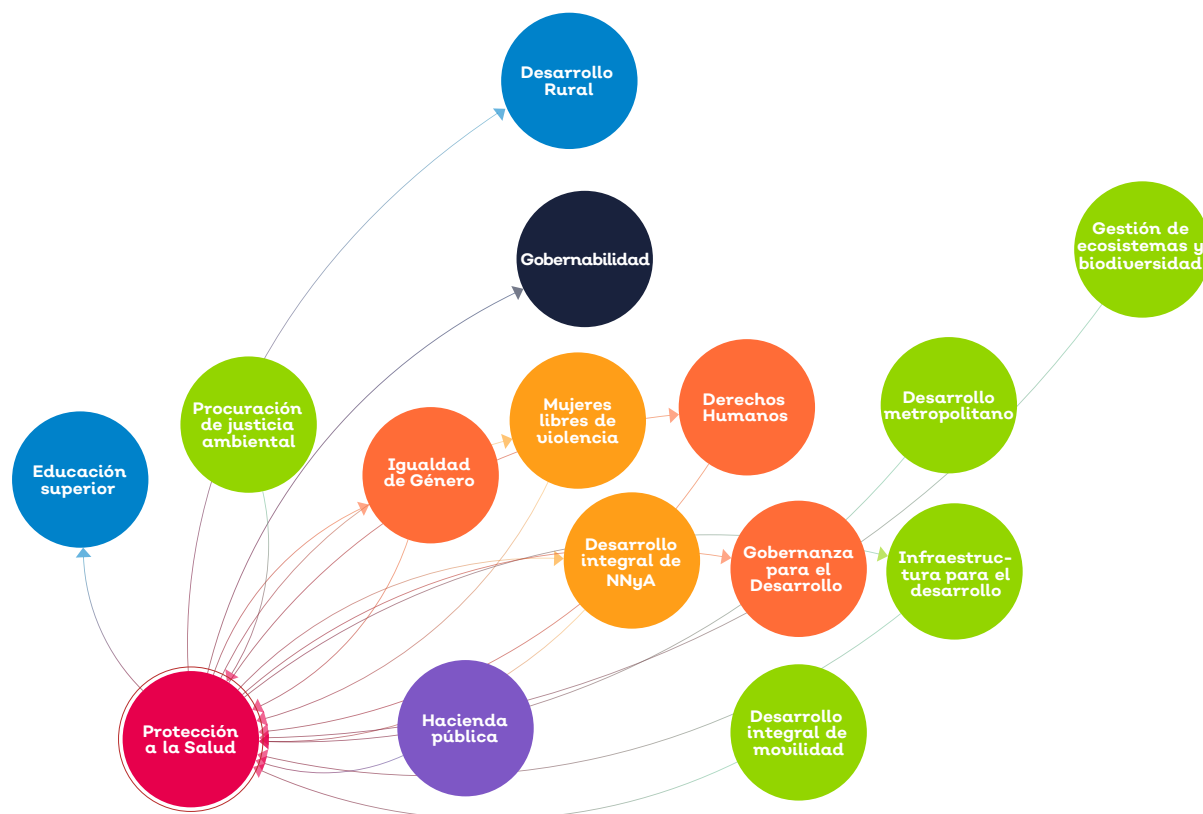 Desarrollo
Rural
Gobernabilidad
Gestión de
ecosistemas y
biodiversidad
Procuración
de justicia
ambiental
Mujeres
libres de
violencia
Derechos
Humanos
Desarrollo
metropolitano
Educación
superior
Igualdad
de Género
Desarrollo
integral de
NNyA
Gobernanza
para el
Desarrollo
Infraestruc-
tura para el
desarrollo
Protección
a la Salud
Hacienda
pública
Desarrollo
integral de
movilidad